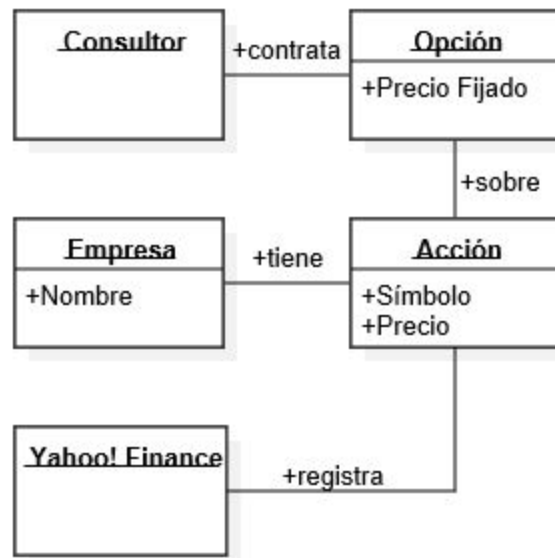 Consultor
+contrata
Opción
+Precio Fijado
+sobre
Empresa
+Nombre
+tiene
Acción
+Símbolo
+Precio
Yahoo! Finance
+registra